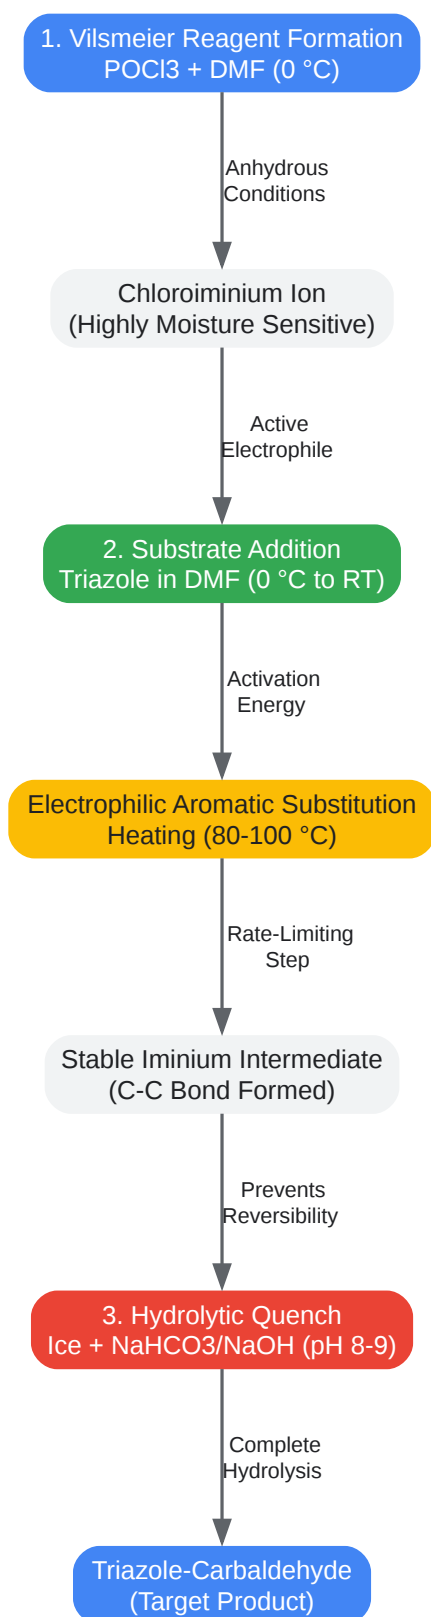 1. Vilsmeier Reagent Formation
POCl3 + DMF (0 °C)
Anhydrous
Conditions
Chloroiminium Ion
(Highly Moisture Sensitive)
Active
Electrophile
2. Substrate Addition
Triazole in DMF (0 °C to RT)
Activation
Energy
Electrophilic Aromatic Substitution
Heating (80-100 °C)
Rate-Limiting
Step
Stable Iminium Intermediate
(C-C Bond Formed)
Prevents
Reversibility
3. Hydrolytic Quench
Ice + NaHCO3/NaOH (pH 8-9)
Complete
Hydrolysis
Triazole-Carbaldehyde
(Target Product)